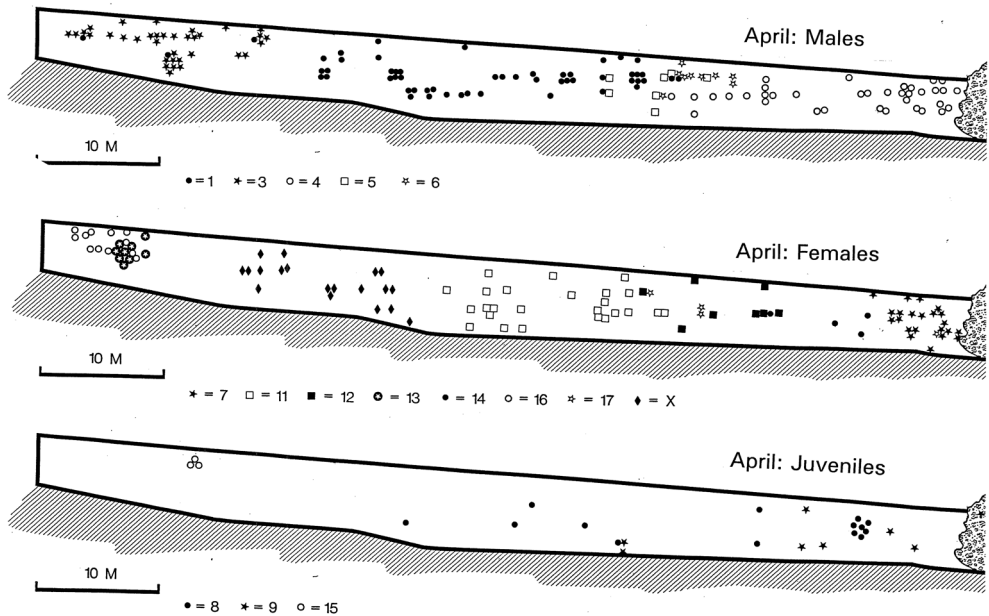 April: Males
10 M
● = 1 ★ = 3 ○ = 4 □ = 5 ☆ = 6
April: Females
10 M
★ = 7 □ = 11 ■ = 12 ✪ = 13 ● = 14 ○ = 16 ☆ = 17 ♦ = X
April: Juveniles
10 M
● = 8 ★ = 9 ○ = 15